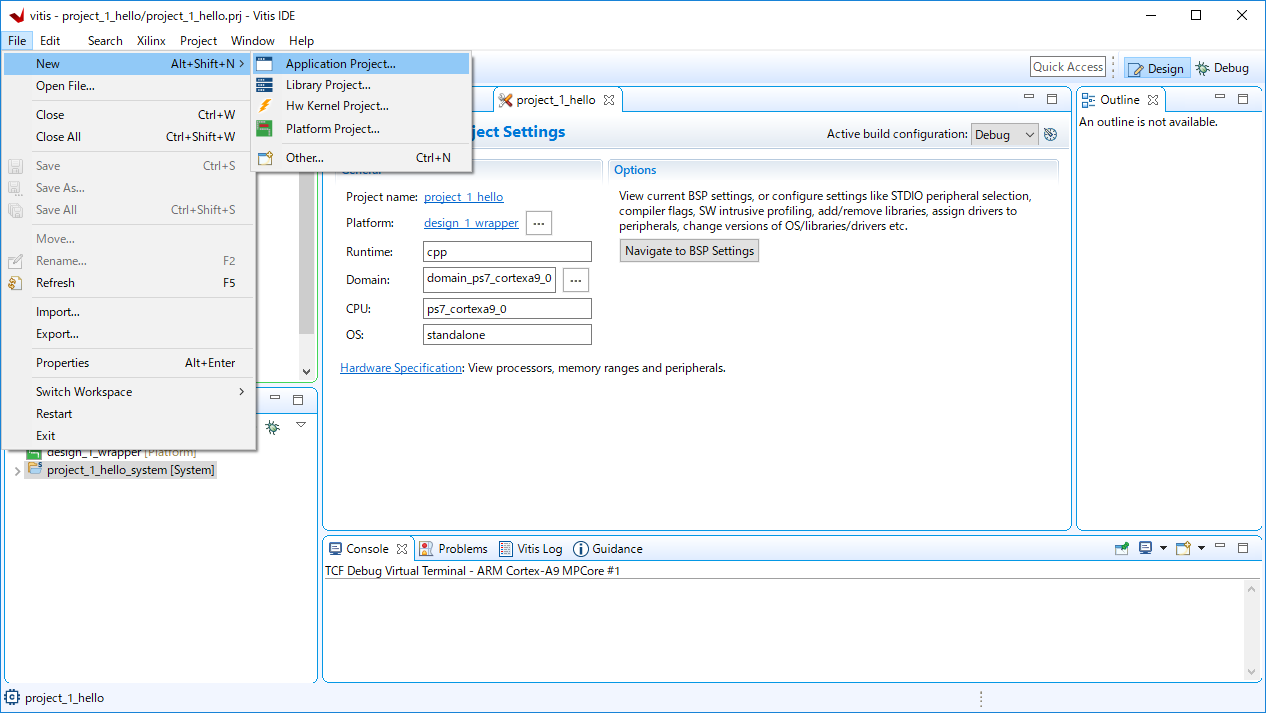 vitis - project_1_hello/project_1_hello.prj - Vitis IDE
File Edit Search Xilinx Project Window Help
New Alt+Shift+N
Open File...
Close Ctrl+W
Close All Ctrl+Shift+W
Save Ctrl+S
Save As...
Save All Ctrl+Shift+S
Move...
Rename... F2
Refresh F5
Import...
Export...
Properties Alt+Enter
Switch Workspace
Restart
Exit
Application Project...
Library Project...
Hw Kernel Project...
Platform Project...
Other... Ctrl+N
Quick Access
Design
Debug
project_1_hello
ject Settings
Active build configuration: Debug
General
Project name: project_1_hello
Platform: design_1_wrapper ...
Runtime: cpp
Domain: domain_ps7_cortexa9_0 ...
CPU: ps7_cortexa9_0
OS: standalone
Hardware Specification: View processors, memory ranges and peripherals.
Options
View current BSP settings, or configure settings like STDIO peripheral selection,
compiler flags, SW intrusive profiling, add/remove libraries, assign drivers to
peripherals, change versions of OS/libraries/drivers etc.
Navigate to BSP Settings
Outline
An outline is not available.
design_1_wrapper [Platform]
project_1_hello_system [System]
Console Problems Vitis Log Guidance
TCF Debug Virtual Terminal - ARM Cortex-A9 MPCore #1
project_1_hello